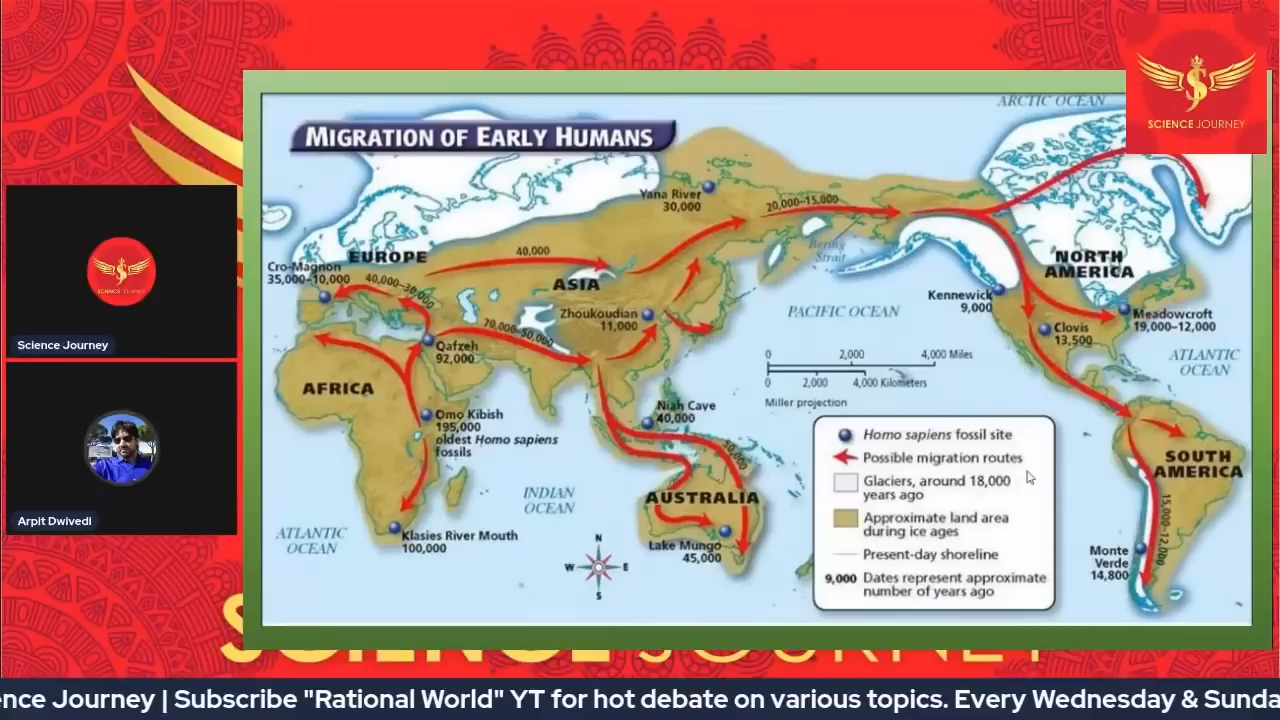 SCIENCE JOURNEY
Science Journey
Arpit Dwivedi
MIGRATION OF EARLY HUMANS
ARCTIC OCEAN
Yana River
30,000
20,000–15,000
Bering
Strait
EUROPE
40,000
ASIA
NORTH
AMERICA
Cro-Magnon
35,000–10,000
40,000–30,000
Zhoukoudian
11,000
70,000–50,000
Qafzeh
92,000
PACIFIC OCEAN
Kennewick
9,000
Clovis
13,500
Meadowcroft
19,000–12,000
ATLANTIC
OCEAN
0 2,000 4,000 Miles
0 2,000 4,000 Kilometers
Miller projection
AFRICA
Omo Kibish
195,000
oldest Homo sapiens
fossils
Niah Cave
40,000
50,000
SOUTH
AMERICA
INDIAN
OCEAN
AUSTRALIA
Lake Mungo
45,000
ATLANTIC
OCEAN
Klasies River Mouth
100,000
N
W E
S
Monte
Verde
14,800
15,000–12,000
Homo sapiens fossil site
Possible migration routes
Glaciers, around 18,000
years ago
Approximate land area
during ice ages
Present-day shoreline
9,000 Dates represent approximate
number of years ago
SCIENCE JOURNEY
ence Journey | Subscribe "Rational World" YT for hot debate on various topics. Every Wednesday & Sunda